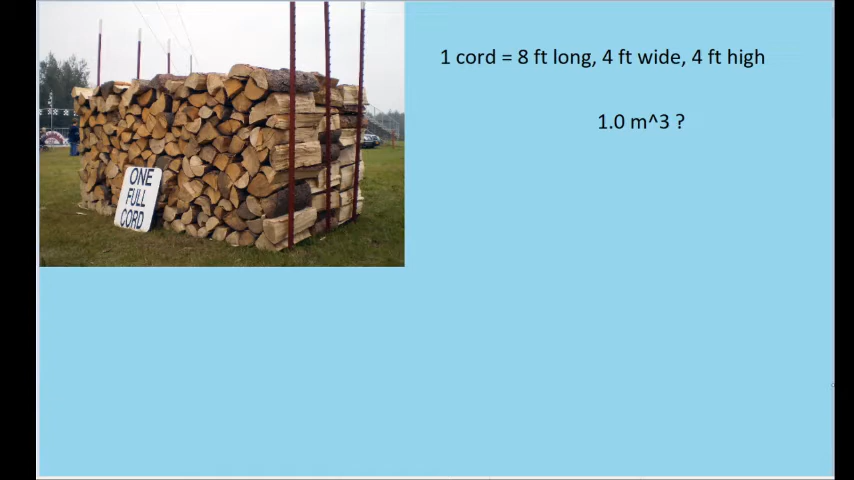 1 cord = 8 ft long, 4 ft wide, 4 ft high
1.0 m^3 ?
ONE
FULL
CORD